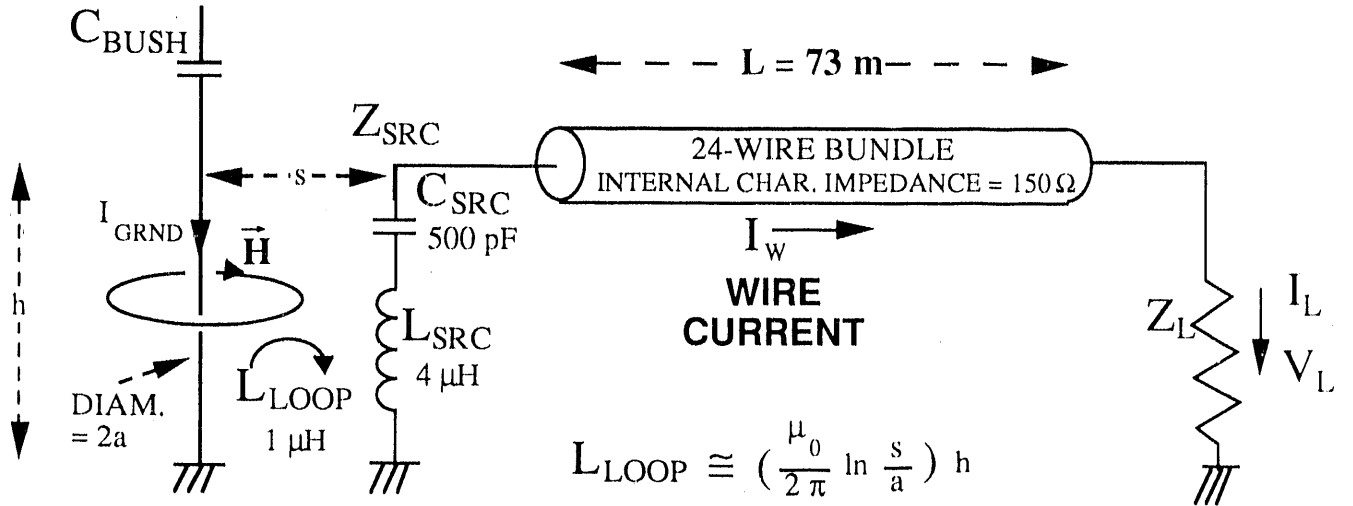 C_BUSH
L = 73 m
Z_SRC
24-WIRE BUNDLE
INTERNAL CHAR. IMPEDANCE = 150 Ω
s
C_SRC
500 pF
I_GRND
H⃗
I_W
WIRE
CURRENT
h
L_SRC
4 μH
Z_L
I_L
V_L
L_LOOP
1 μH
DIAM.
= 2a
L_LOOP ≅ (μ_0 / 2 π ln s / a) h